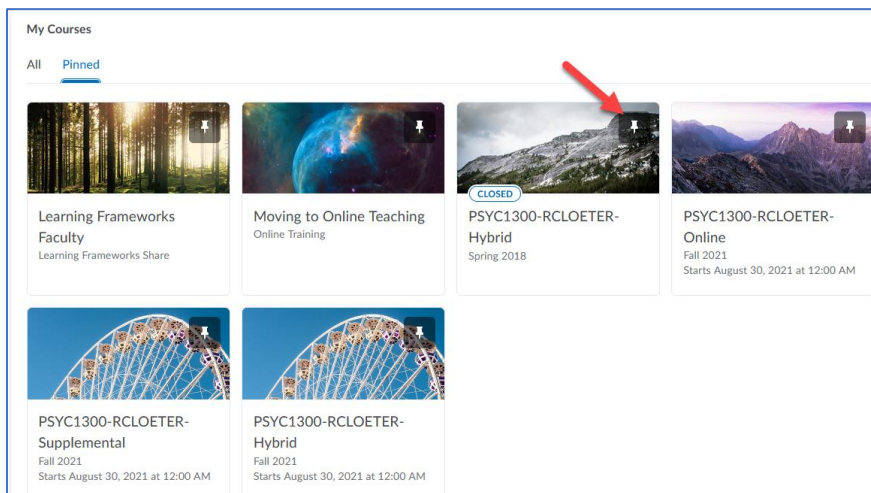 My Courses
All Pinned
Learning Frameworks
Faculty
Learning Frameworks Share
Moving to Online Teaching
Online Training
CLOSED
PSYC1300-RCLOETER-
Hybrid
Spring 2018
PSYC1300-RCLOETER-
Online
Fall 2021
Starts August 30, 2021 at 12:00 AM
PSYC1300-RCLOETER-
Supplemental
Fall 2021
Starts August 30, 2021 at 12:00 AM
PSYC1300-RCLOETER-
Hybrid
Fall 2021
Starts August 30, 2021 at 12:00 AM